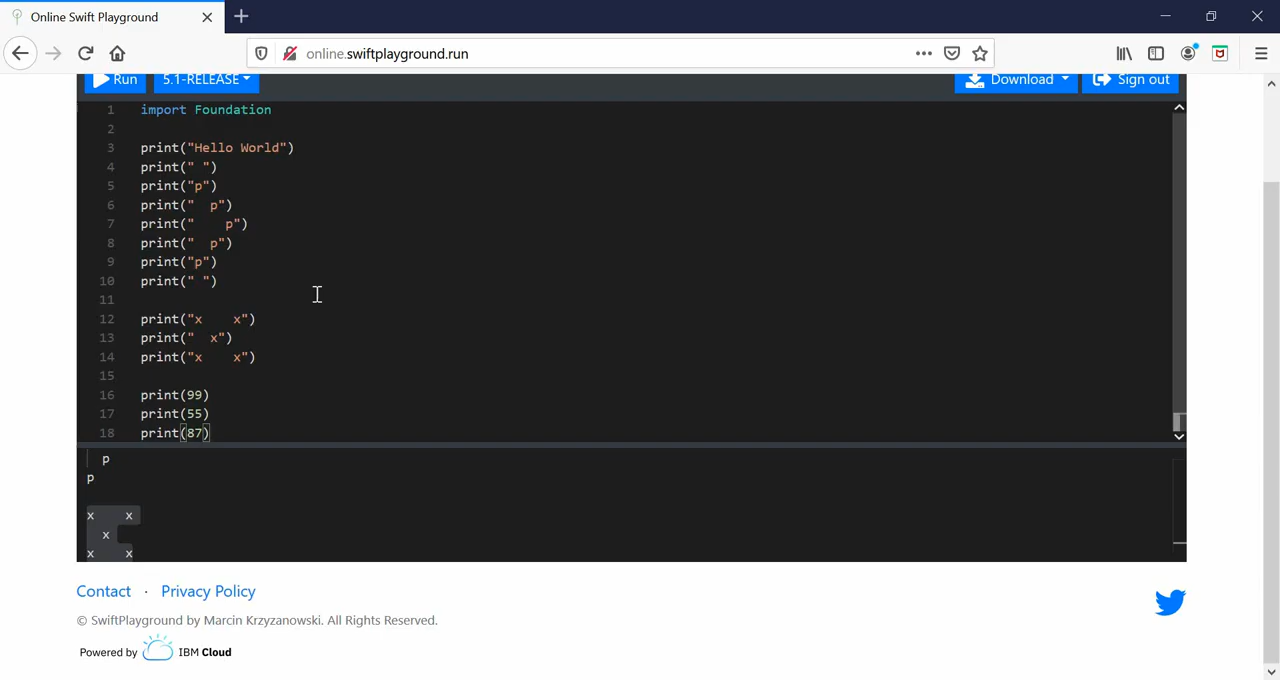 Online Swift Playground
online.swiftplayground.run
Run 5.1-RELEASE Download Sign out
1 import Foundation
2
3 print("Hello World")
4 print(" ")
5 print("p")
6 print("  p")
7 print("    p")
8 print("  p")
9 print("p")
10 print(" ")
11
12 print("x    x")
13 print("  x")
14 print("x    x")
15
16 print(99)
17 print(55)
18 print(87)
  p
p
x    x
  x
x    x
Contact · Privacy Policy
© SwiftPlayground by Marcin Krzyzanowski. All Rights Reserved.
Powered by IBM Cloud